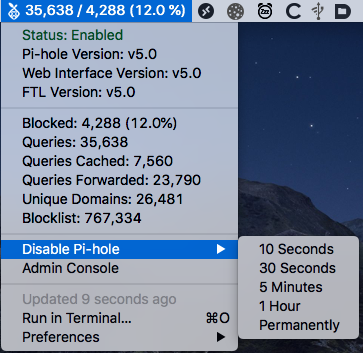 35,638 / 4,288 (12.0 %)
Status: Enabled
Pi-hole Version: v5.0
Web Interface Version: v5.0
FTL Version: v5.0
Blocked: 4,288 (12.0%)
Queries: 35,638
Queries Cached: 7,560
Queries Forwarded: 23,790
Unique Domains: 26,481
Blocklist: 767,334
Disable Pi-hole ▶
Admin Console
Updated 9 seconds ago
Run in Terminal... ⌘O
Preferences ▶
10 Seconds
30 Seconds
5 Minutes
1 Hour
Permanently